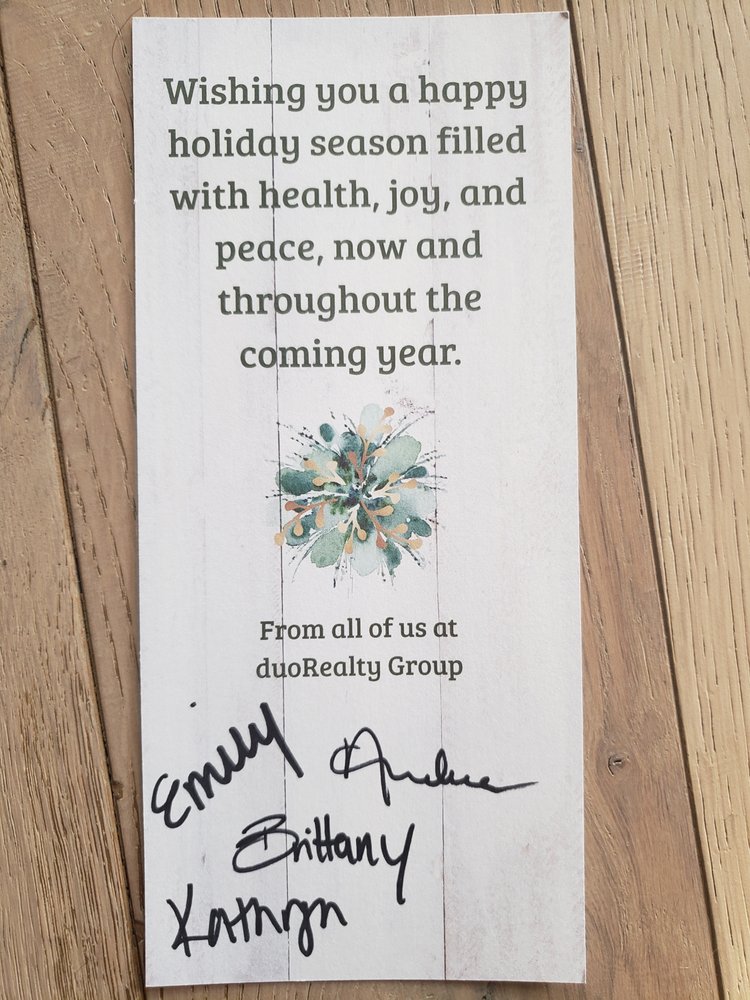 Wishing you a happy
holiday season filled
with health, joy, and
peace, now and
throughout the
coming year.
From all of us at
duoRealty Group
Emily
Brittany
Kathryn